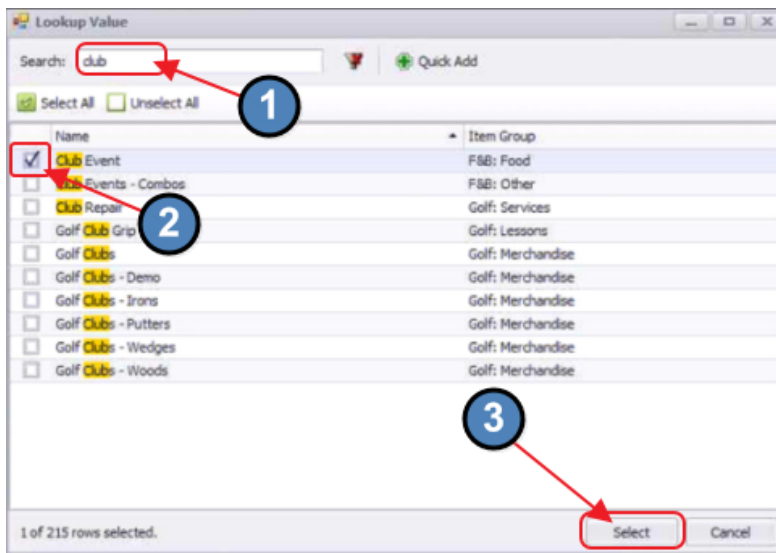 Lookup Value
Search: club Quick Add
1
Select All Unselect All
Name Item Group
Club Event F&B: Food
Club Events - Combos F&B: Other
Club Repair Golf: Services
2
Golf Club Grip Golf: Lessons
Golf Clubs Golf: Merchandise
Golf Clubs - Demo Golf: Merchandise
Golf Clubs - Irons Golf: Merchandise
Golf Clubs - Putters Golf: Merchandise
Golf Clubs - Wedges Golf: Merchandise
Golf Clubs - Woods Golf: Merchandise
3
1 of 215 rows selected. Select Cancel